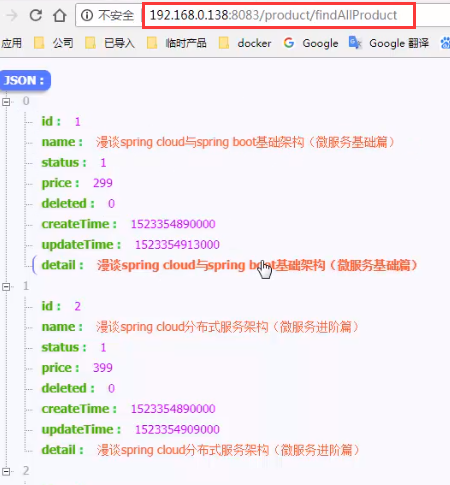 不安全 192.168.0.138:8083/product/findAllProduct
应用 公司 已导入 临时产品 docker Google Google 翻译
JSON :
0
id : 1
name : 漫谈spring cloud与spring boot基础架构（微服务基础篇）
status : 1
price : 299
deleted : 0
createTime : 1523354890000
updateTime : 1523354913000
detail : 漫谈spring cloud与spring boot基础架构（微服务基础篇）
1
id : 2
name : 漫谈spring cloud分布式服务架构（微服务进阶篇）
status : 1
price : 399
deleted : 0
createTime : 1523354890000
updateTime : 1523354909000
detail : 漫谈spring cloud分布式服务架构（微服务进阶篇）
2